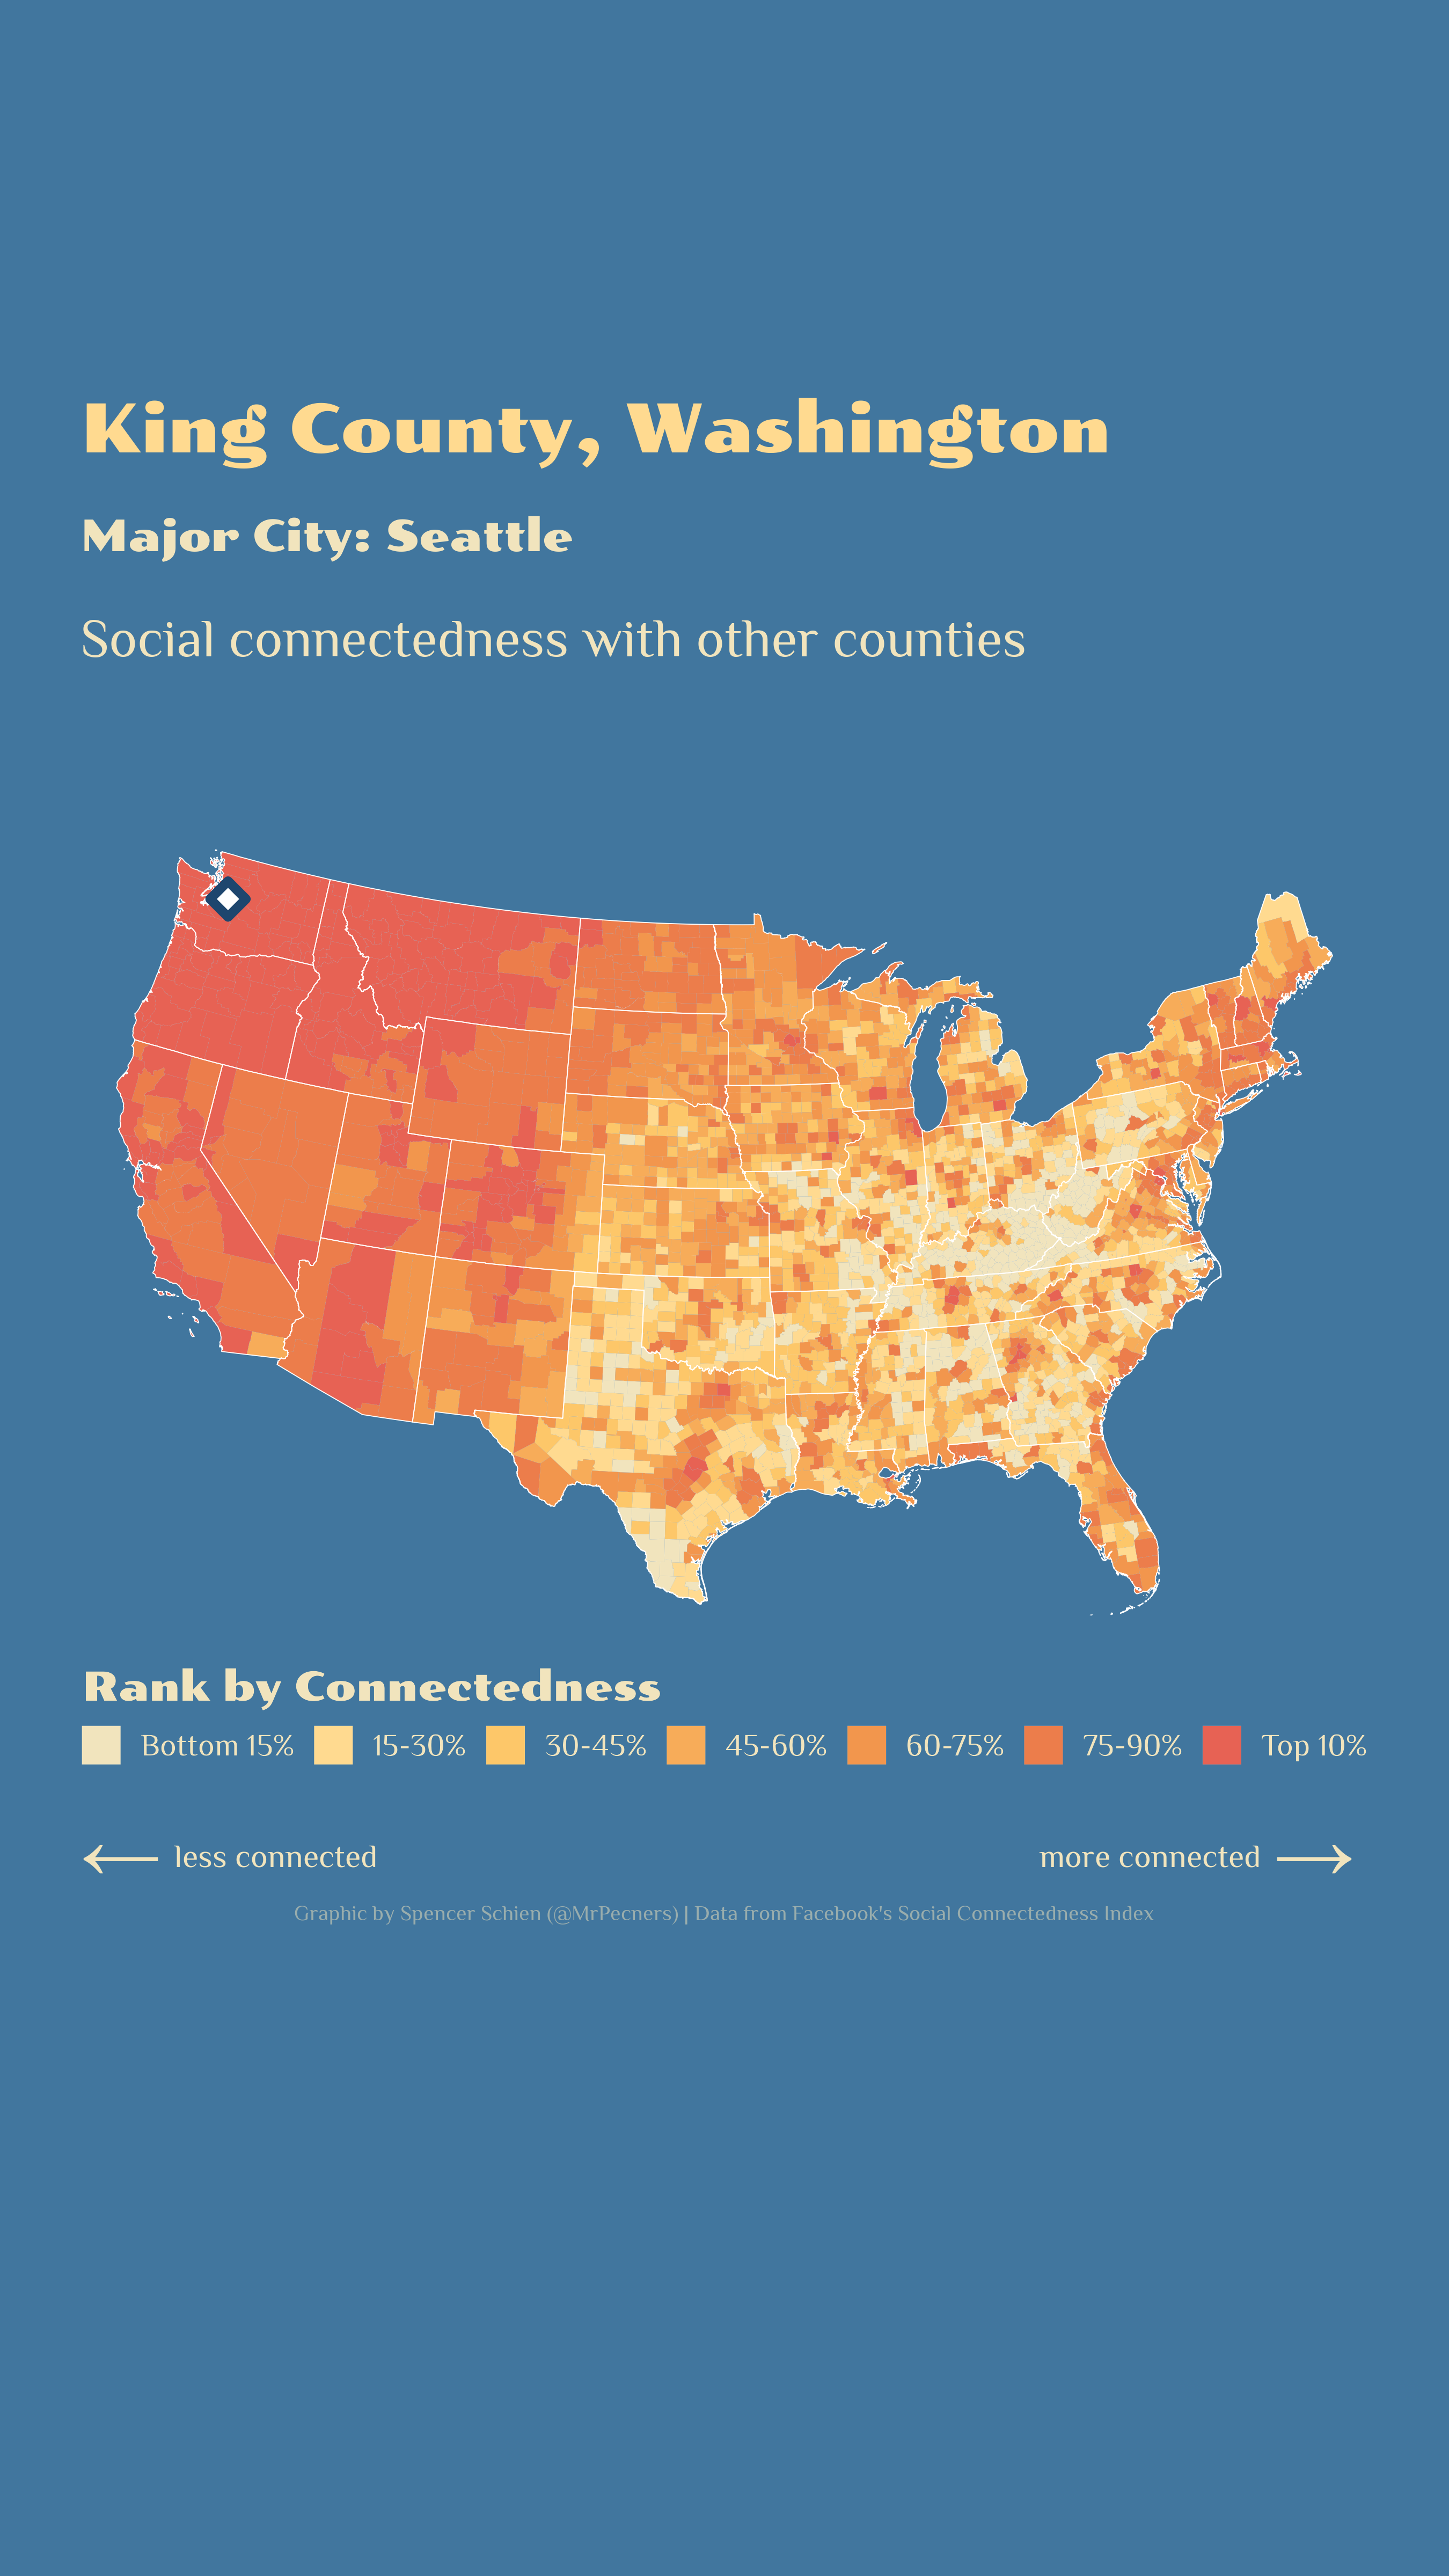 King County, Washington
Major City: Seattle
Social connectedness with other counties
Rank by Connectedness
Bottom 15% 15-30% 30-45% 45-60% 60-75% 75-90% Top 10%
← less connected more connected →
Graphic by Spencer Schien (@MrPecners) | Data from Facebook's Social Connectedness Index